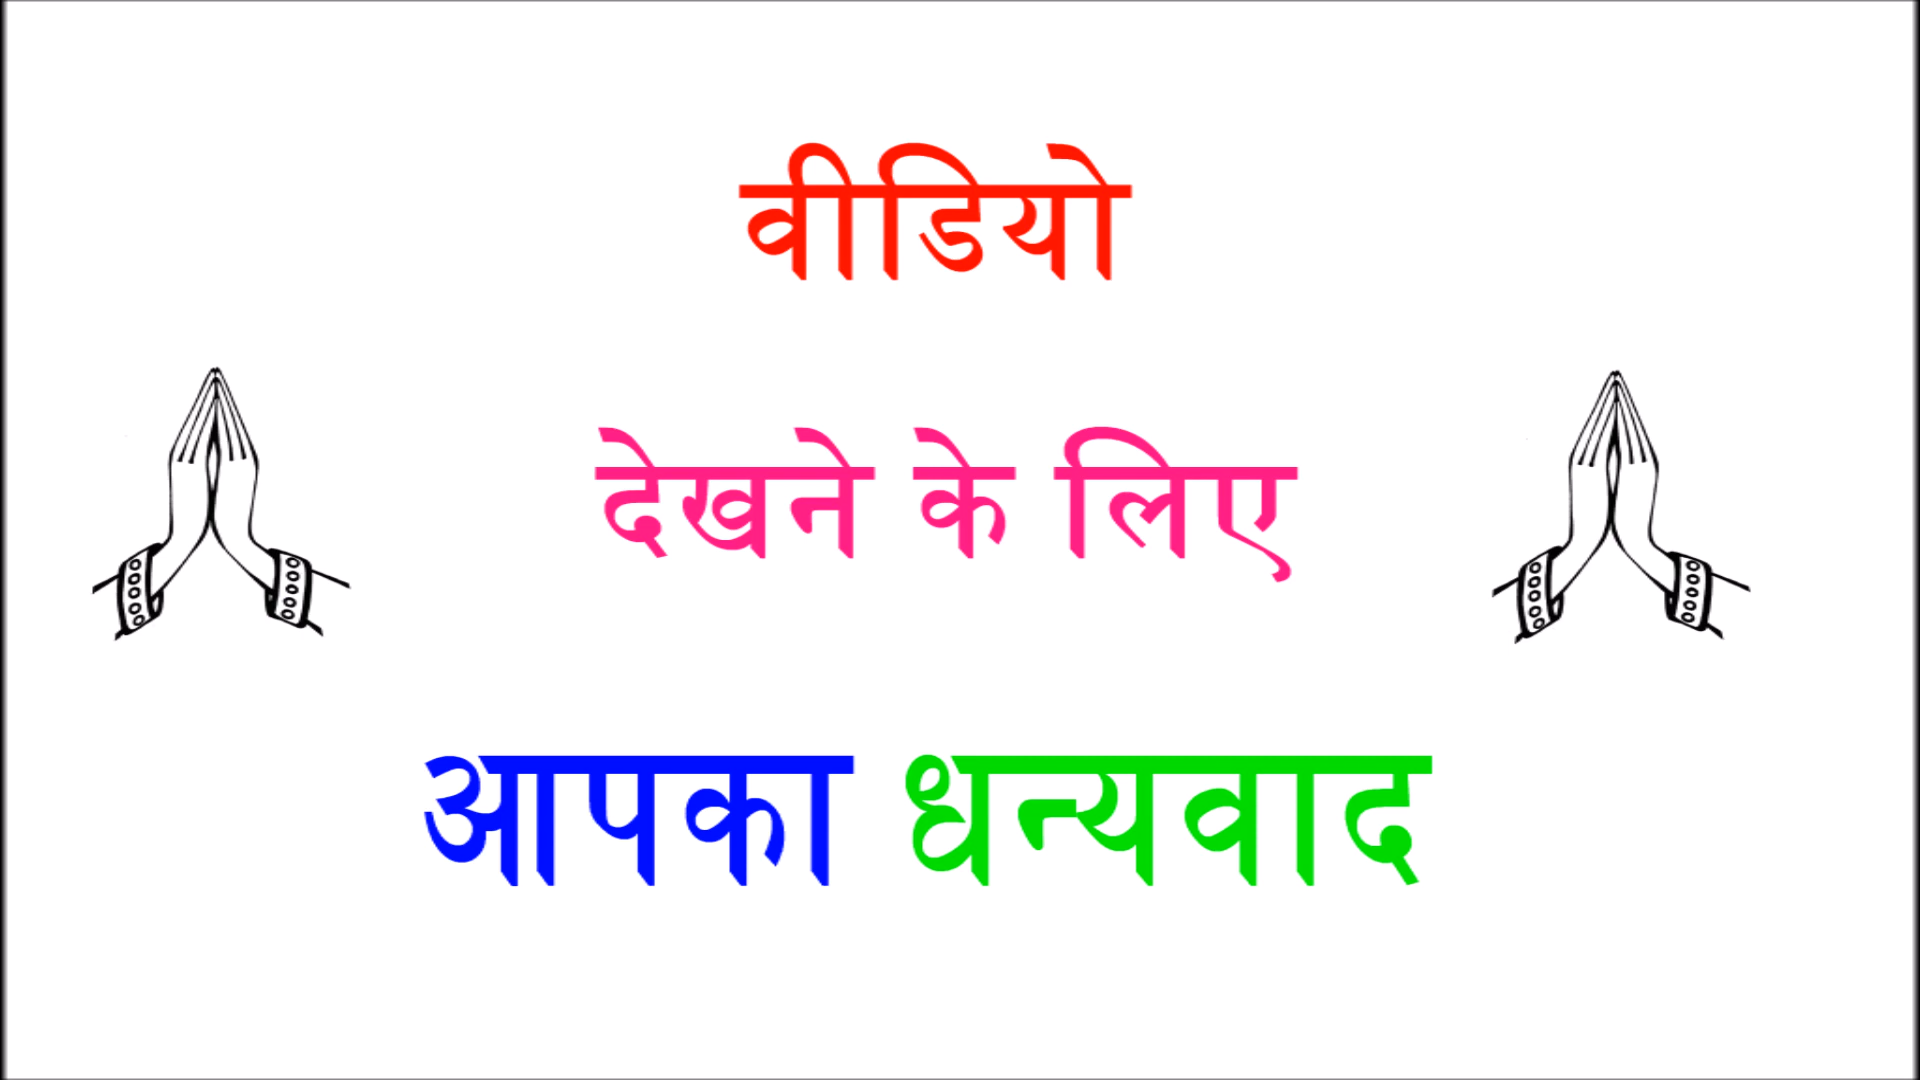 वीडियो
देखने के लिए
आपका धन्यवाद